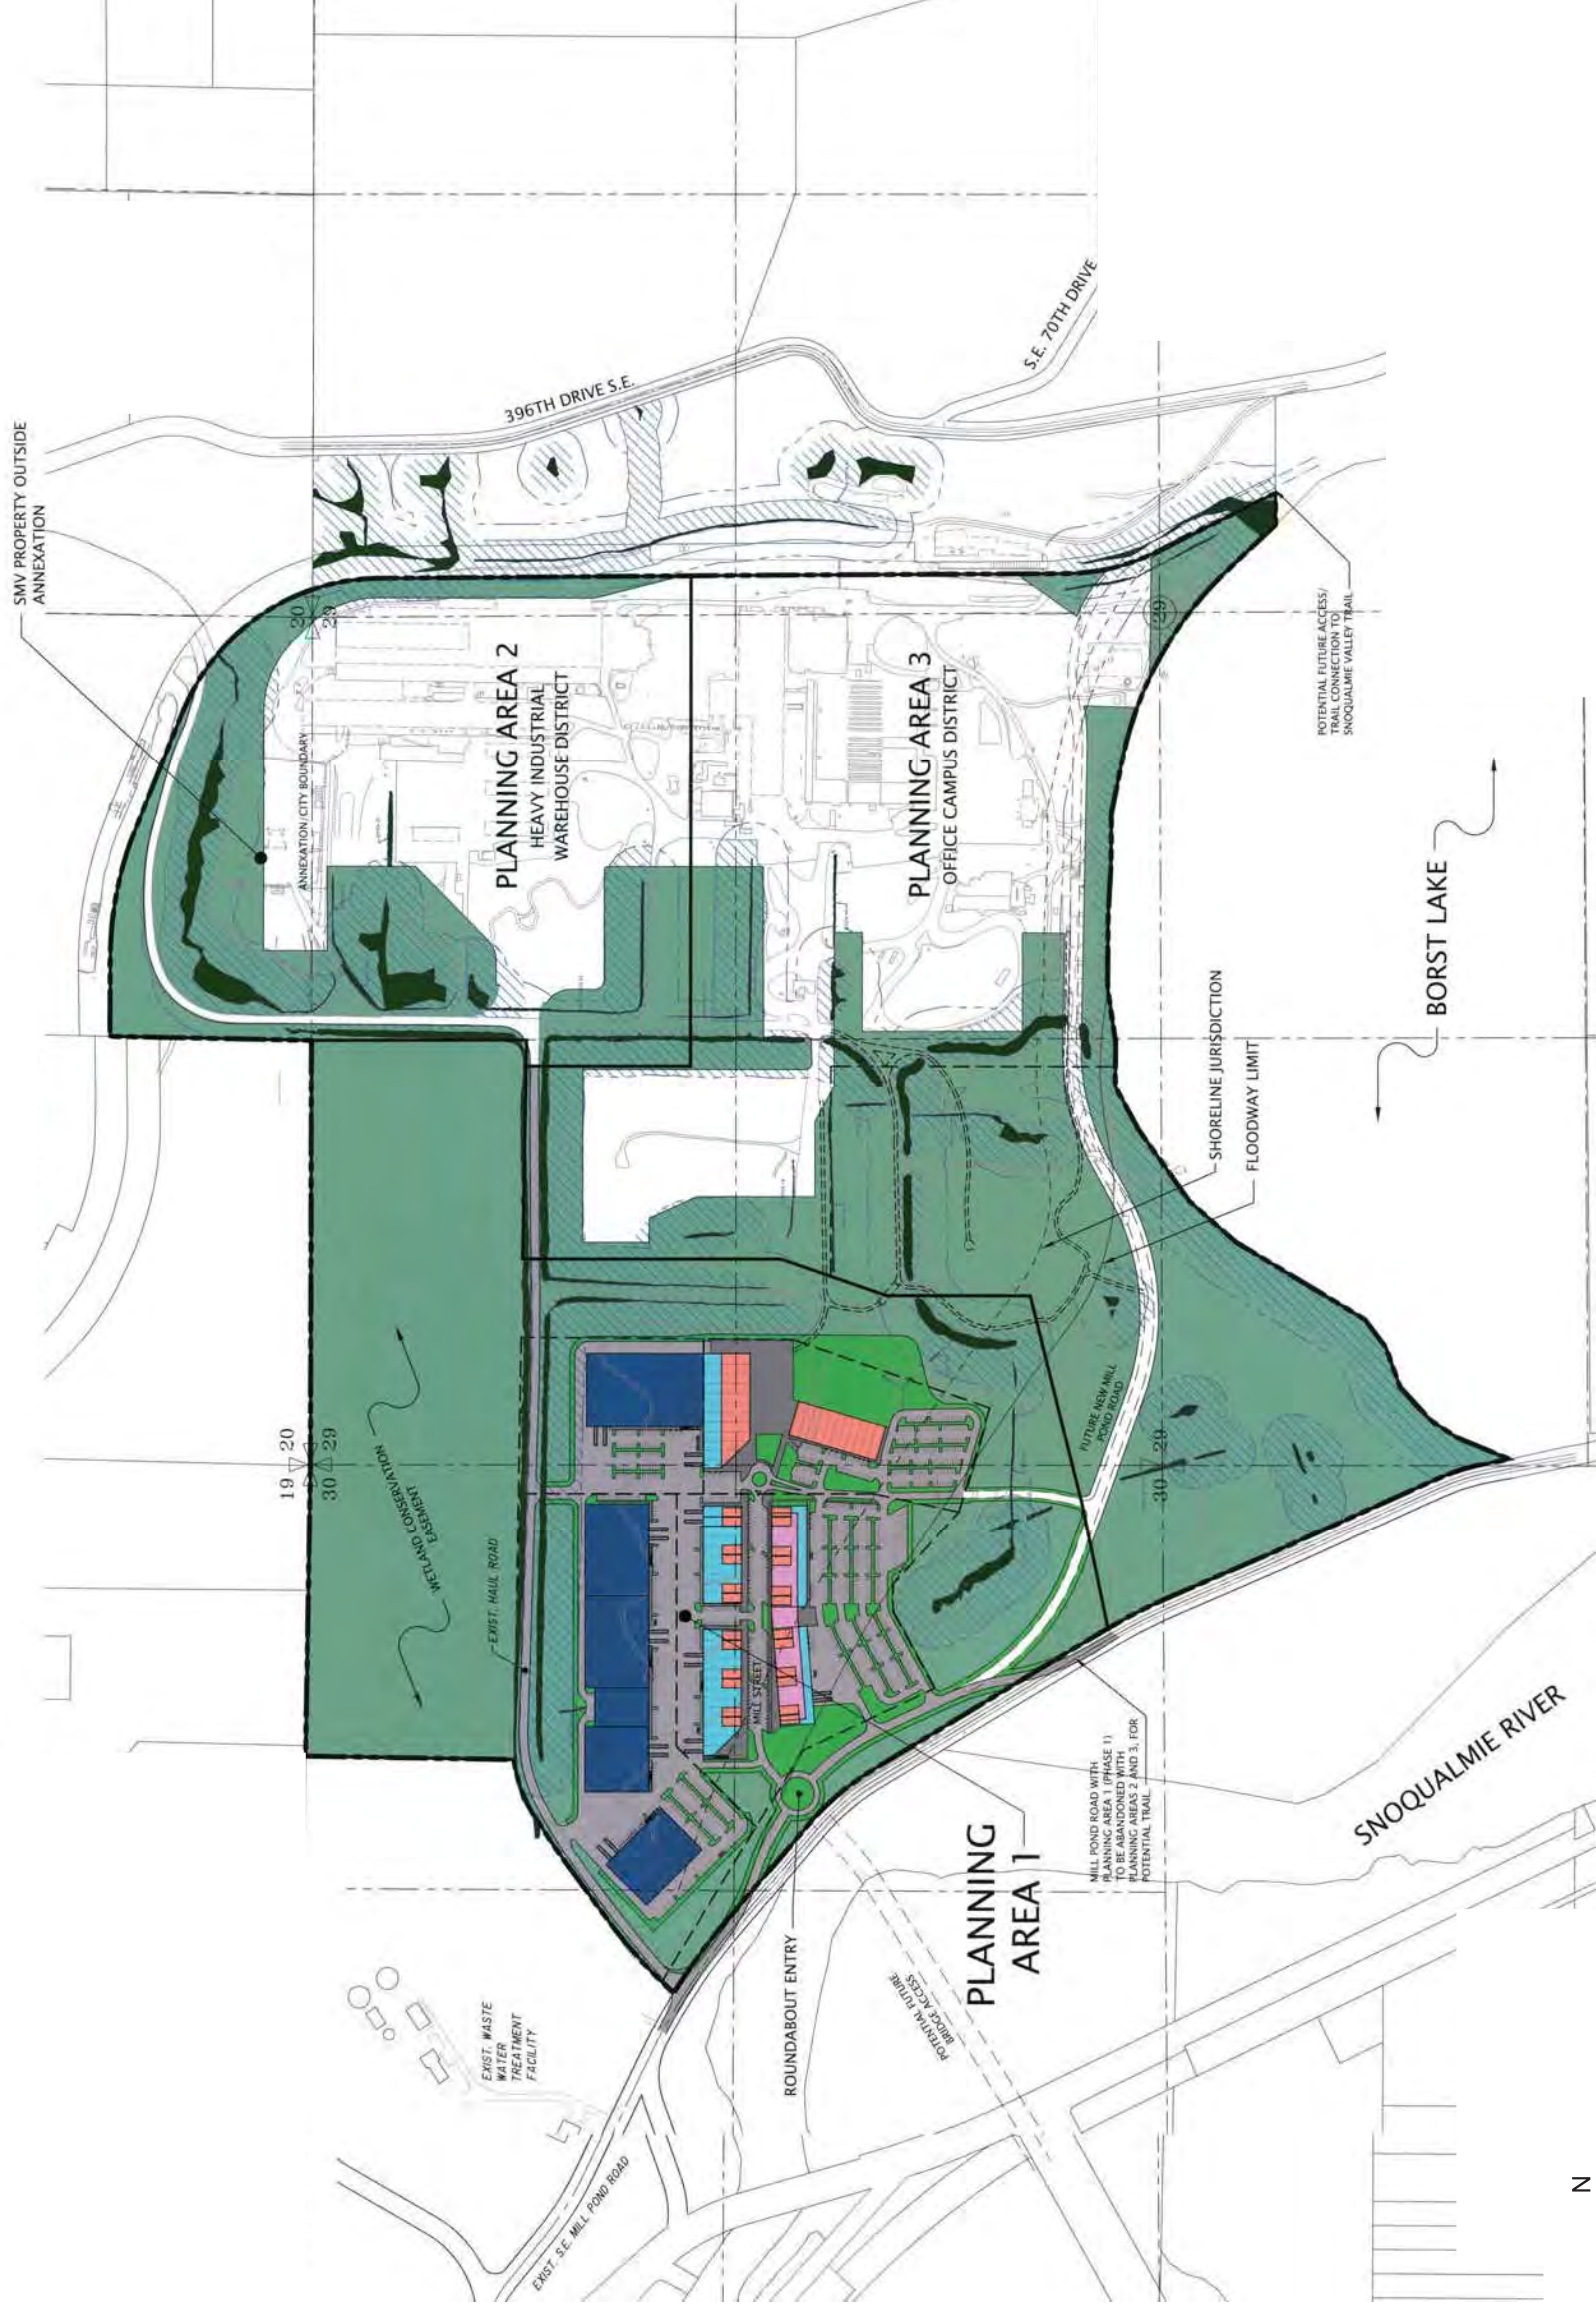 SMV PROPERTY OUTSIDE
ANNEXATION
396TH DRIVE S.E.
S.E. 70TH DRIVE
20
29
ANNEXATION/CITY BOUNDARY
PLANNING AREA 2
HEAVY INDUSTRIAL
WAREHOUSE DISTRICT
PLANNING AREA 3
OFFICE CAMPUS DISTRICT
29
POTENTIAL FUTURE ACCESS/
TRAIL CONNECTION TO
SNOQUALMIE VALLEY TRAIL
BORST LAKE
SHORELINE JURISDICTION
FLOODWAY LIMIT
19 20
30 29
WETLAND CONSERVATION
EASEMENT
EXIST. HAUL ROAD
MILL STREET
FUTURE NEW MILL
POND ROAD
30 29
MILL POND ROAD WITH
PLANNING AREA 1 (PHASE 1)
TO BE ABANDONED WITH
PLANNING AREAS 2 AND 3, FOR
POTENTIAL TRAIL
PLANNING
AREA 1
SNOQUALMIE RIVER
ROUNDABOUT ENTRY
POTENTIAL FUTURE
BRIDGE ACCESS
EXIST. WASTE
WATER
TREATMENT
FACILITY
EXIST. S.E. MILL POND ROAD
N